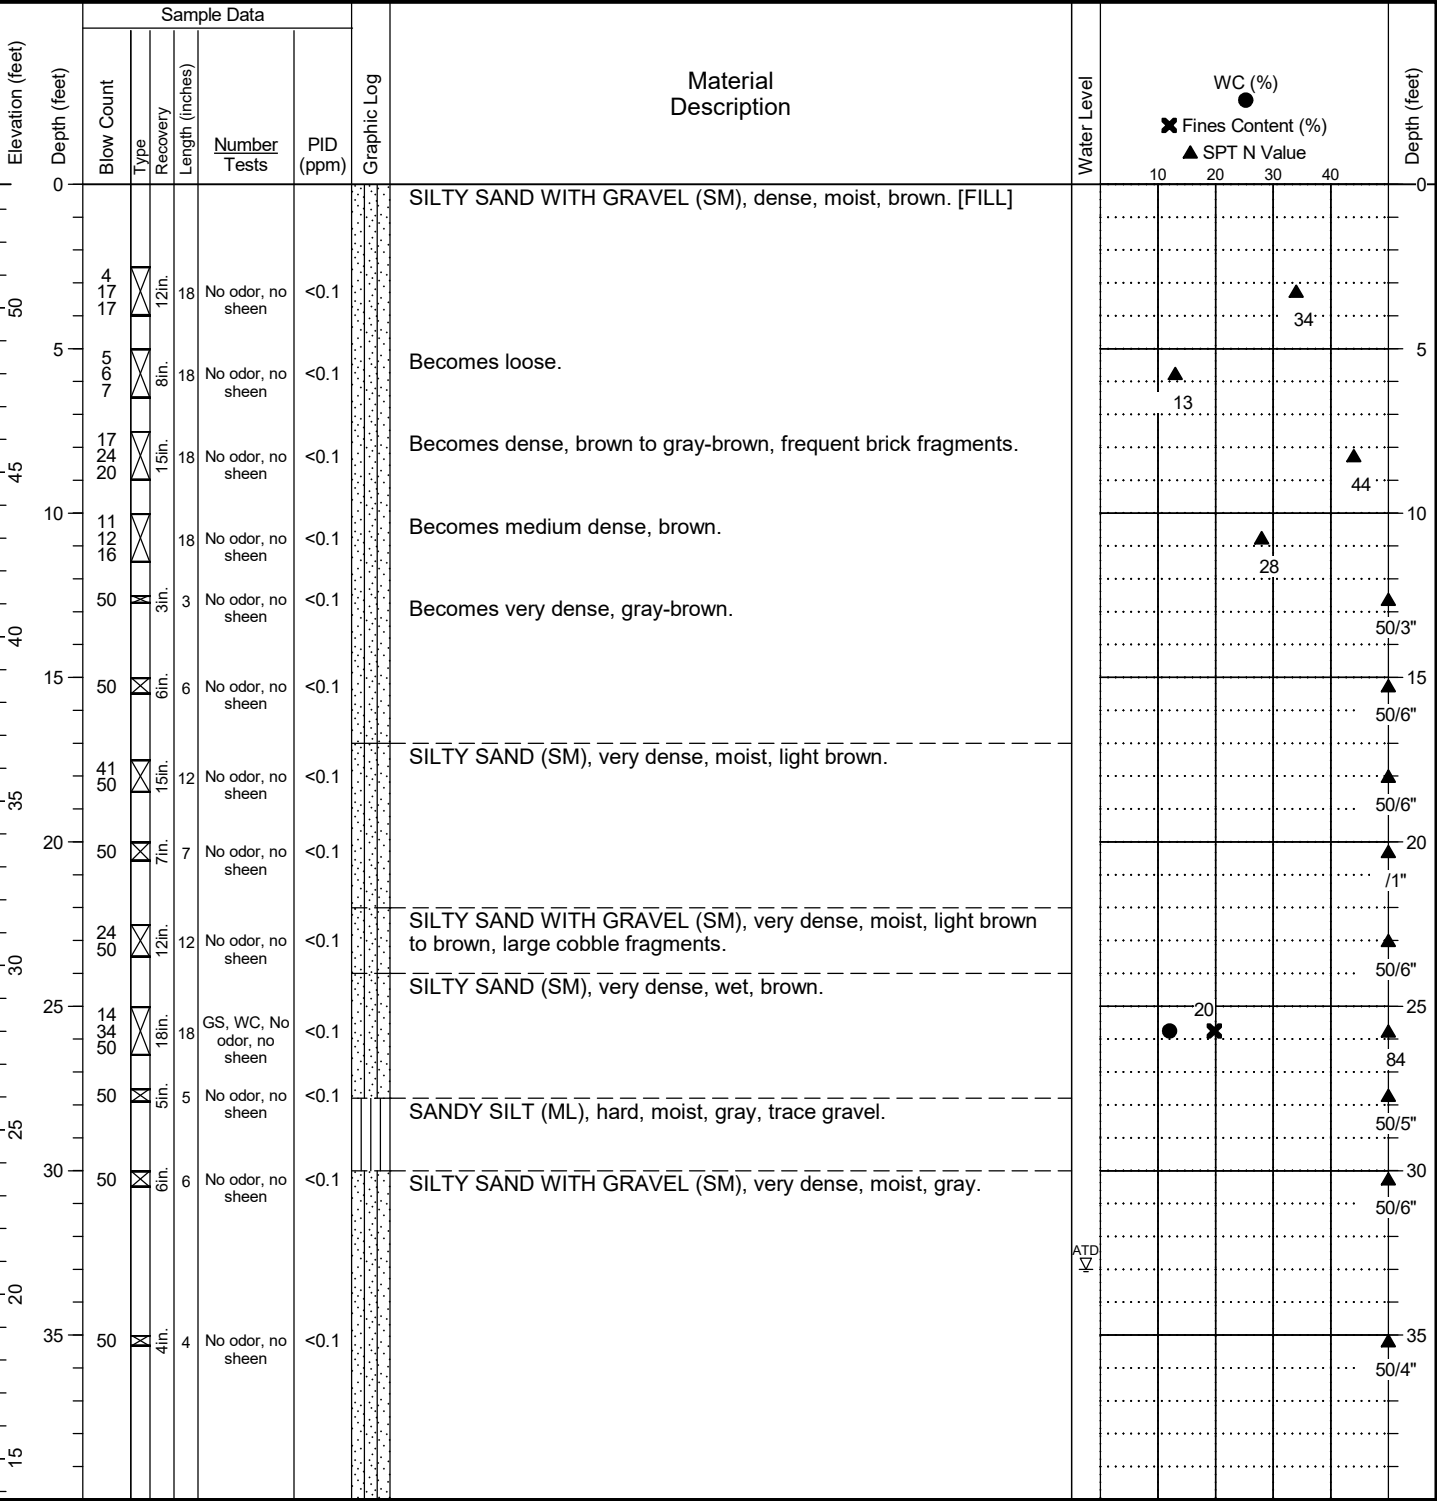 Sample Data
Elevation (feet)
Depth (feet)
Blow Count
Type
Recovery
Length (inches)
Number
Tests
PID
(ppm)
Graphic Log
Material
Description
Water Level
WC (%)
Fines Content (%)
SPT N Value
Depth (feet)
10 20 30 40
0 SILTY SAND WITH GRAVEL (SM), dense, moist, brown. [FILL] 0
4
17
17
12in. 18 No odor, no
sheen
<0.1
50
34
5 5
5
6
7
8in. 18 No odor, no
sheen
<0.1
Becomes loose.
13
17
24
20
15in. 18 No odor, no
sheen
<0.1
Becomes dense, brown to gray-brown, frequent brick fragments.
45
44
10 10
11
12
16
18 No odor, no
sheen
<0.1
Becomes medium dense, brown.
28
50 3in. 3 No odor, no
sheen
<0.1
Becomes very dense, gray-brown.
50/3"
40
15 15
50 6in. 6 No odor, no
sheen
<0.1
50/6"
SILTY SAND (SM), very dense, moist, light brown.
41
50
15in. 12 No odor, no
sheen
<0.1
50/6"
35
20 20
50 7in. 7 No odor, no
sheen
<0.1
/1"
SILTY SAND WITH GRAVEL (SM), very dense, moist, light brown
to brown, large cobble fragments.
24
50
12in. 12 No odor, no
sheen
<0.1
50/6"
30
SILTY SAND (SM), very dense, wet, brown.
25 25
14
34
50
18in. 18 GS, WC, No
odor, no
sheen
<0.1
20
84
50 5in. 5 No odor, no
sheen
<0.1
50/5"
SANDY SILT (ML), hard, moist, gray, trace gravel.
25
30 30
50 6in. 6 No odor, no
sheen
<0.1
SILTY SAND WITH GRAVEL (SM), very dense, moist, gray.
50/6"
ATD
20
35 35
50 4in. 4 No odor, no
sheen
<0.1
50/4"
15